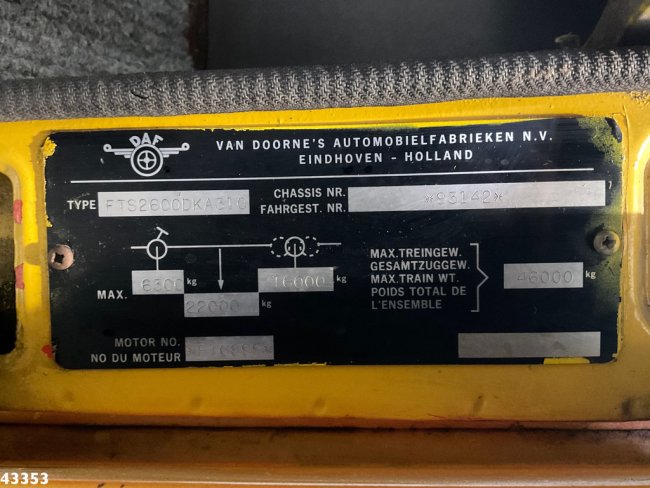 DAF
VAN DOORNE'S AUTOMOBIELFABRIEKEN N.V.
EINDHOVEN - HOLLAND
TYPE FTS2600DKA310
CHASSIS NR.
FAHRGEST. NR. *93142*
MAX. 6300 kg
22000 kg
16000 kg
MAX. TREINGEW.
GESAMTZUGGEW.
MAX. TRAIN WT.
POIDS TOTAL DE
L'ENSEMBLE
46000 kg
MOTOR NO.
NO DU MOTEUR
43353